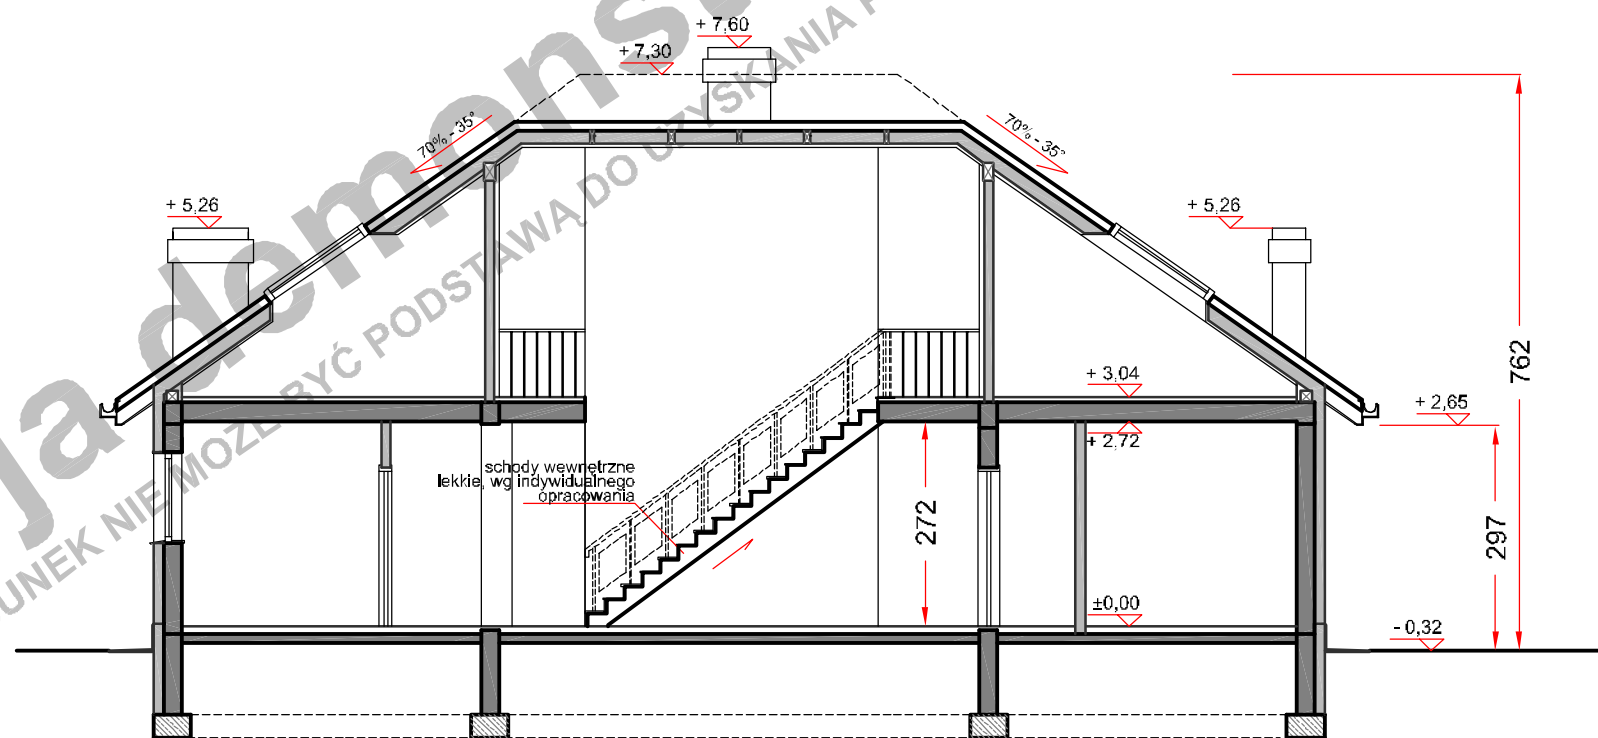 + 7,60
+ 7,30
70% - 35°
70% - 35°
+ 5,26
+ 5,26
762
+ 3,04
+ 2,65
+ 2,72
schody wewnętrzne
lekkie, wg indywidualnego
opracowania
272
297
±0,00
- 0,32
ja demons
UNEK NIE MOŻE BYĆ PODSTAWĄ DO UZYSKANIA